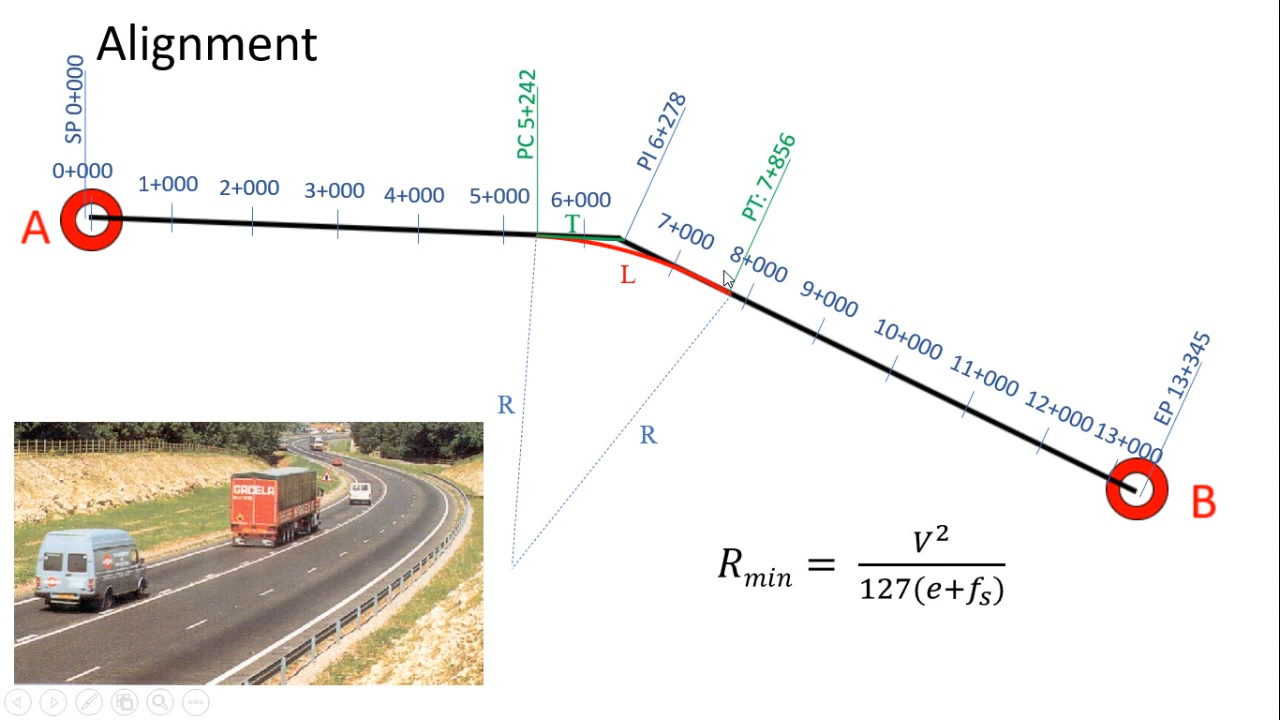 Alignment
SP 0+000
0+000
1+000
2+000
3+000
4+000
5+000
PC 5+242
6+000
PI 6+278
7+000
PT: 7+856
8+000
9+000
10+000
11+000
12+000
13+000
EP 13+345
A
T
L
R
R
B
R_min = V² / 127(e+f_s)